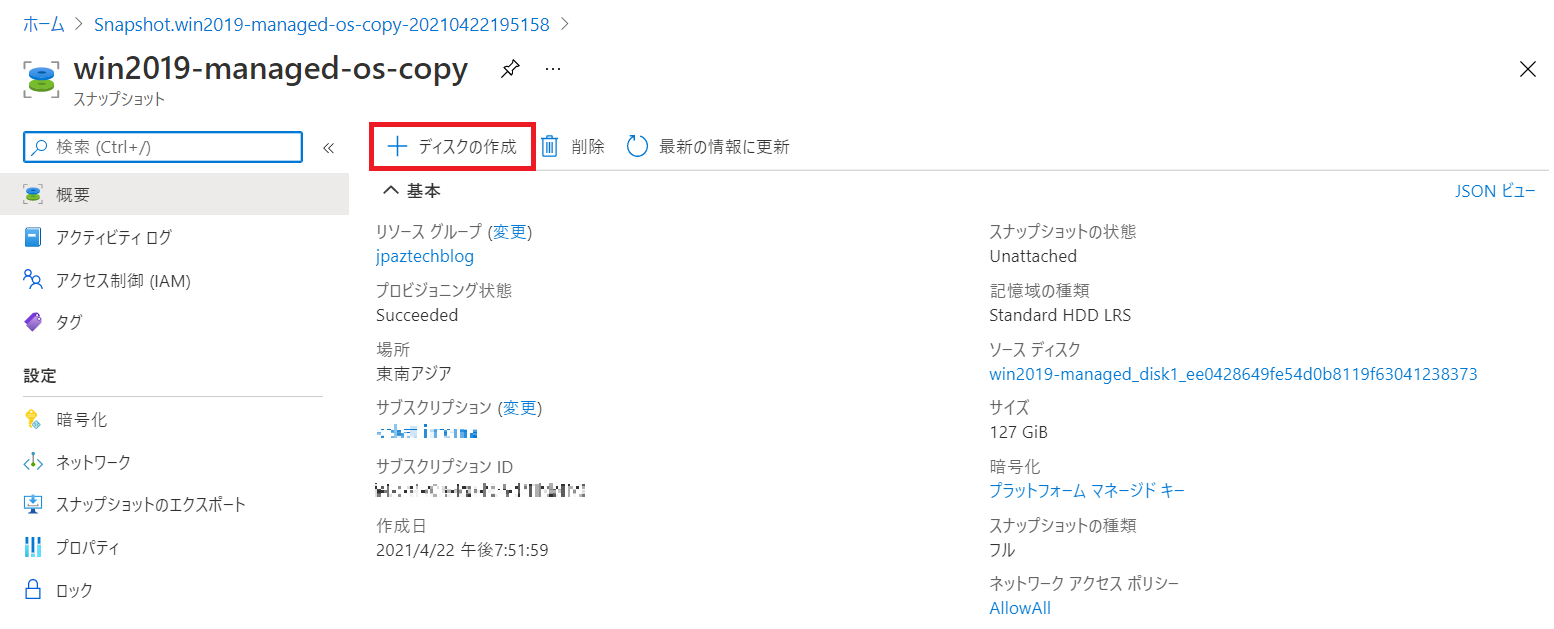 ホーム > Snapshot.win2019-managed-os-copy-20210422195158 >
win2019-managed-os-copy
スナップショット
検索 (Ctrl+/)
ディスクの作成 削除 最新の情報に更新
概要
アクティビティ ログ
アクセス制御 (IAM)
タグ
設定
暗号化
ネットワーク
スナップショットのエクスポート
プロパティ
ロック
基本
JSON ビュー
リソース グループ (変更)
jpaztechblog
プロビジョニング状態
Succeeded
場所
東南アジア
サブスクリプション (変更)
サブスクリプション ID
作成日
2021/4/22 午後7:51:59
スナップショットの状態
Unattached
記憶域の種類
Standard HDD LRS
ソース ディスク
win2019-managed_disk1_ee0428649fe54d0b8119f63041238373
サイズ
127 GiB
暗号化
プラットフォーム マネージド キー
スナップショットの種類
フル
ネットワーク アクセス ポリシー
AllowAll